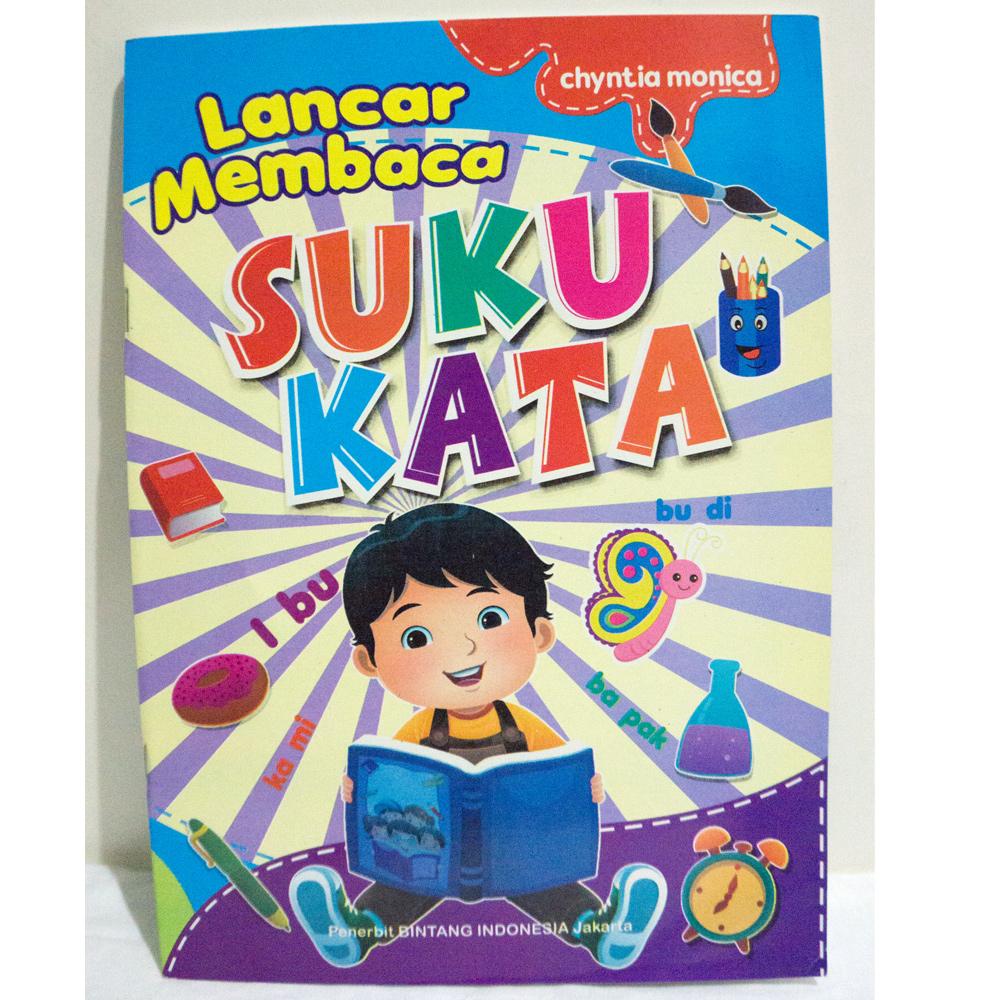 chyntia monica
Lancar
Membaca
SUKU
KATA
bu di
I bu
ba pak
ka mi
Penerbit BINTANG INDONESIA Jakarta